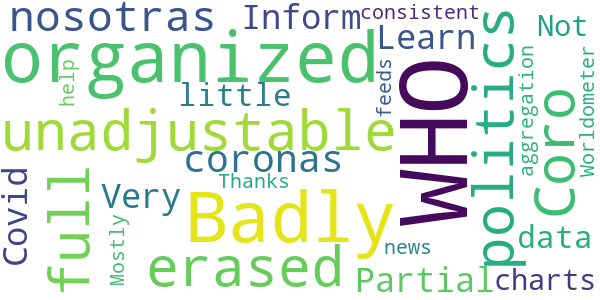 nosotras
Inform
consistent
organized
Learn
politics
Not
help
little
feeds
WHO
aggregation
Worldometer
unadjustable
coronas
Coro
Covid
full
Very
Thanks
Badly
Mostly
erased
news
data
Partial
charts